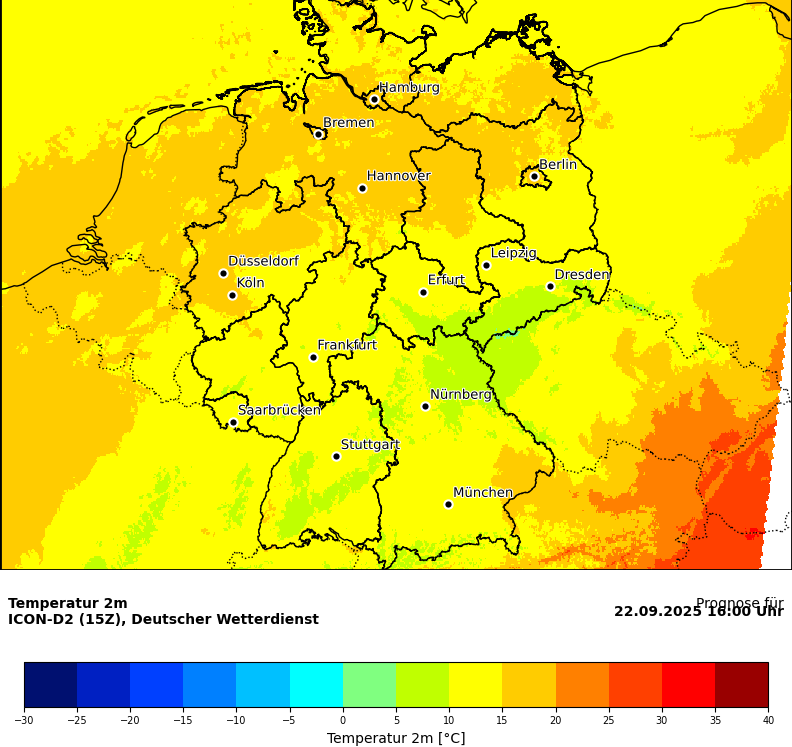 Hamburg
Bremen
Berlin
Hannover
Leipzig
Düsseldorf
Dresden
Köln
Erfurt
Frankfurt
Nürnberg
Saarbrücken
Stuttgart
München
Temperatur 2m
Prognose für
ICON-D2 (15Z), Deutscher Wetterdienst
22.09.2025 16:00 Uhr
−30 −25 −20 −15 −10 −5 0 5 10 15 20 25 30 35 40
Temperatur 2m [°C]